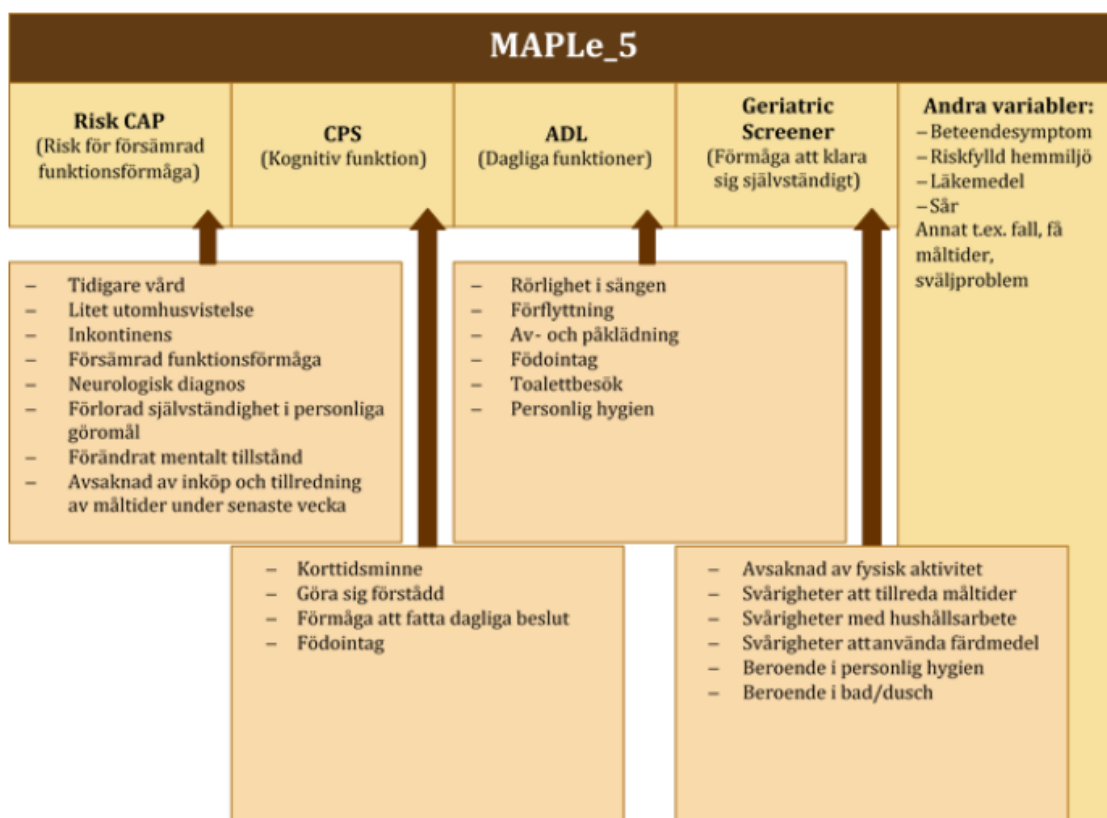 MAPLe_5
Risk CAP
(Risk för försämrad
funktionsförmåga)
CPS
(Kognitiv funktion)
ADL
(Dagliga funktioner)
Geriatric
Screener
(Förmåga att klara
sig självständigt)
Andra variabler:
–Beteendesymptom
–Riskfylld hemmiljö
–Läkemedel
–Sår
Annat t.ex. fall, få
måltider,
sväljproblem
– Tidigare vård
– Litet utomhusvistelse
– Inkontinens
– Försämrad funktionsförmåga
– Neurologisk diagnos
– Förlorad självständighet i personliga
göromål
– Förändrat mentalt tillstånd
– Avsaknad av inköp och tillredning
av måltider under senaste vecka
– Rörlighet i sängen
– Förflyttning
– Av- och påklädning
– Födointag
– Toalettbesök
– Personlig hygien
– Korttidsminne
– Göra sig förstådd
– Förmåga att fatta dagliga beslut
– Födointag
– Avsaknad av fysisk aktivitet
– Svårigheter att tillreda måltider
– Svårigheter med hushållsarbete
– Svårigheter attanvända färdmedel
– Beroende i personlig hygien
– Beroende i bad/dusch